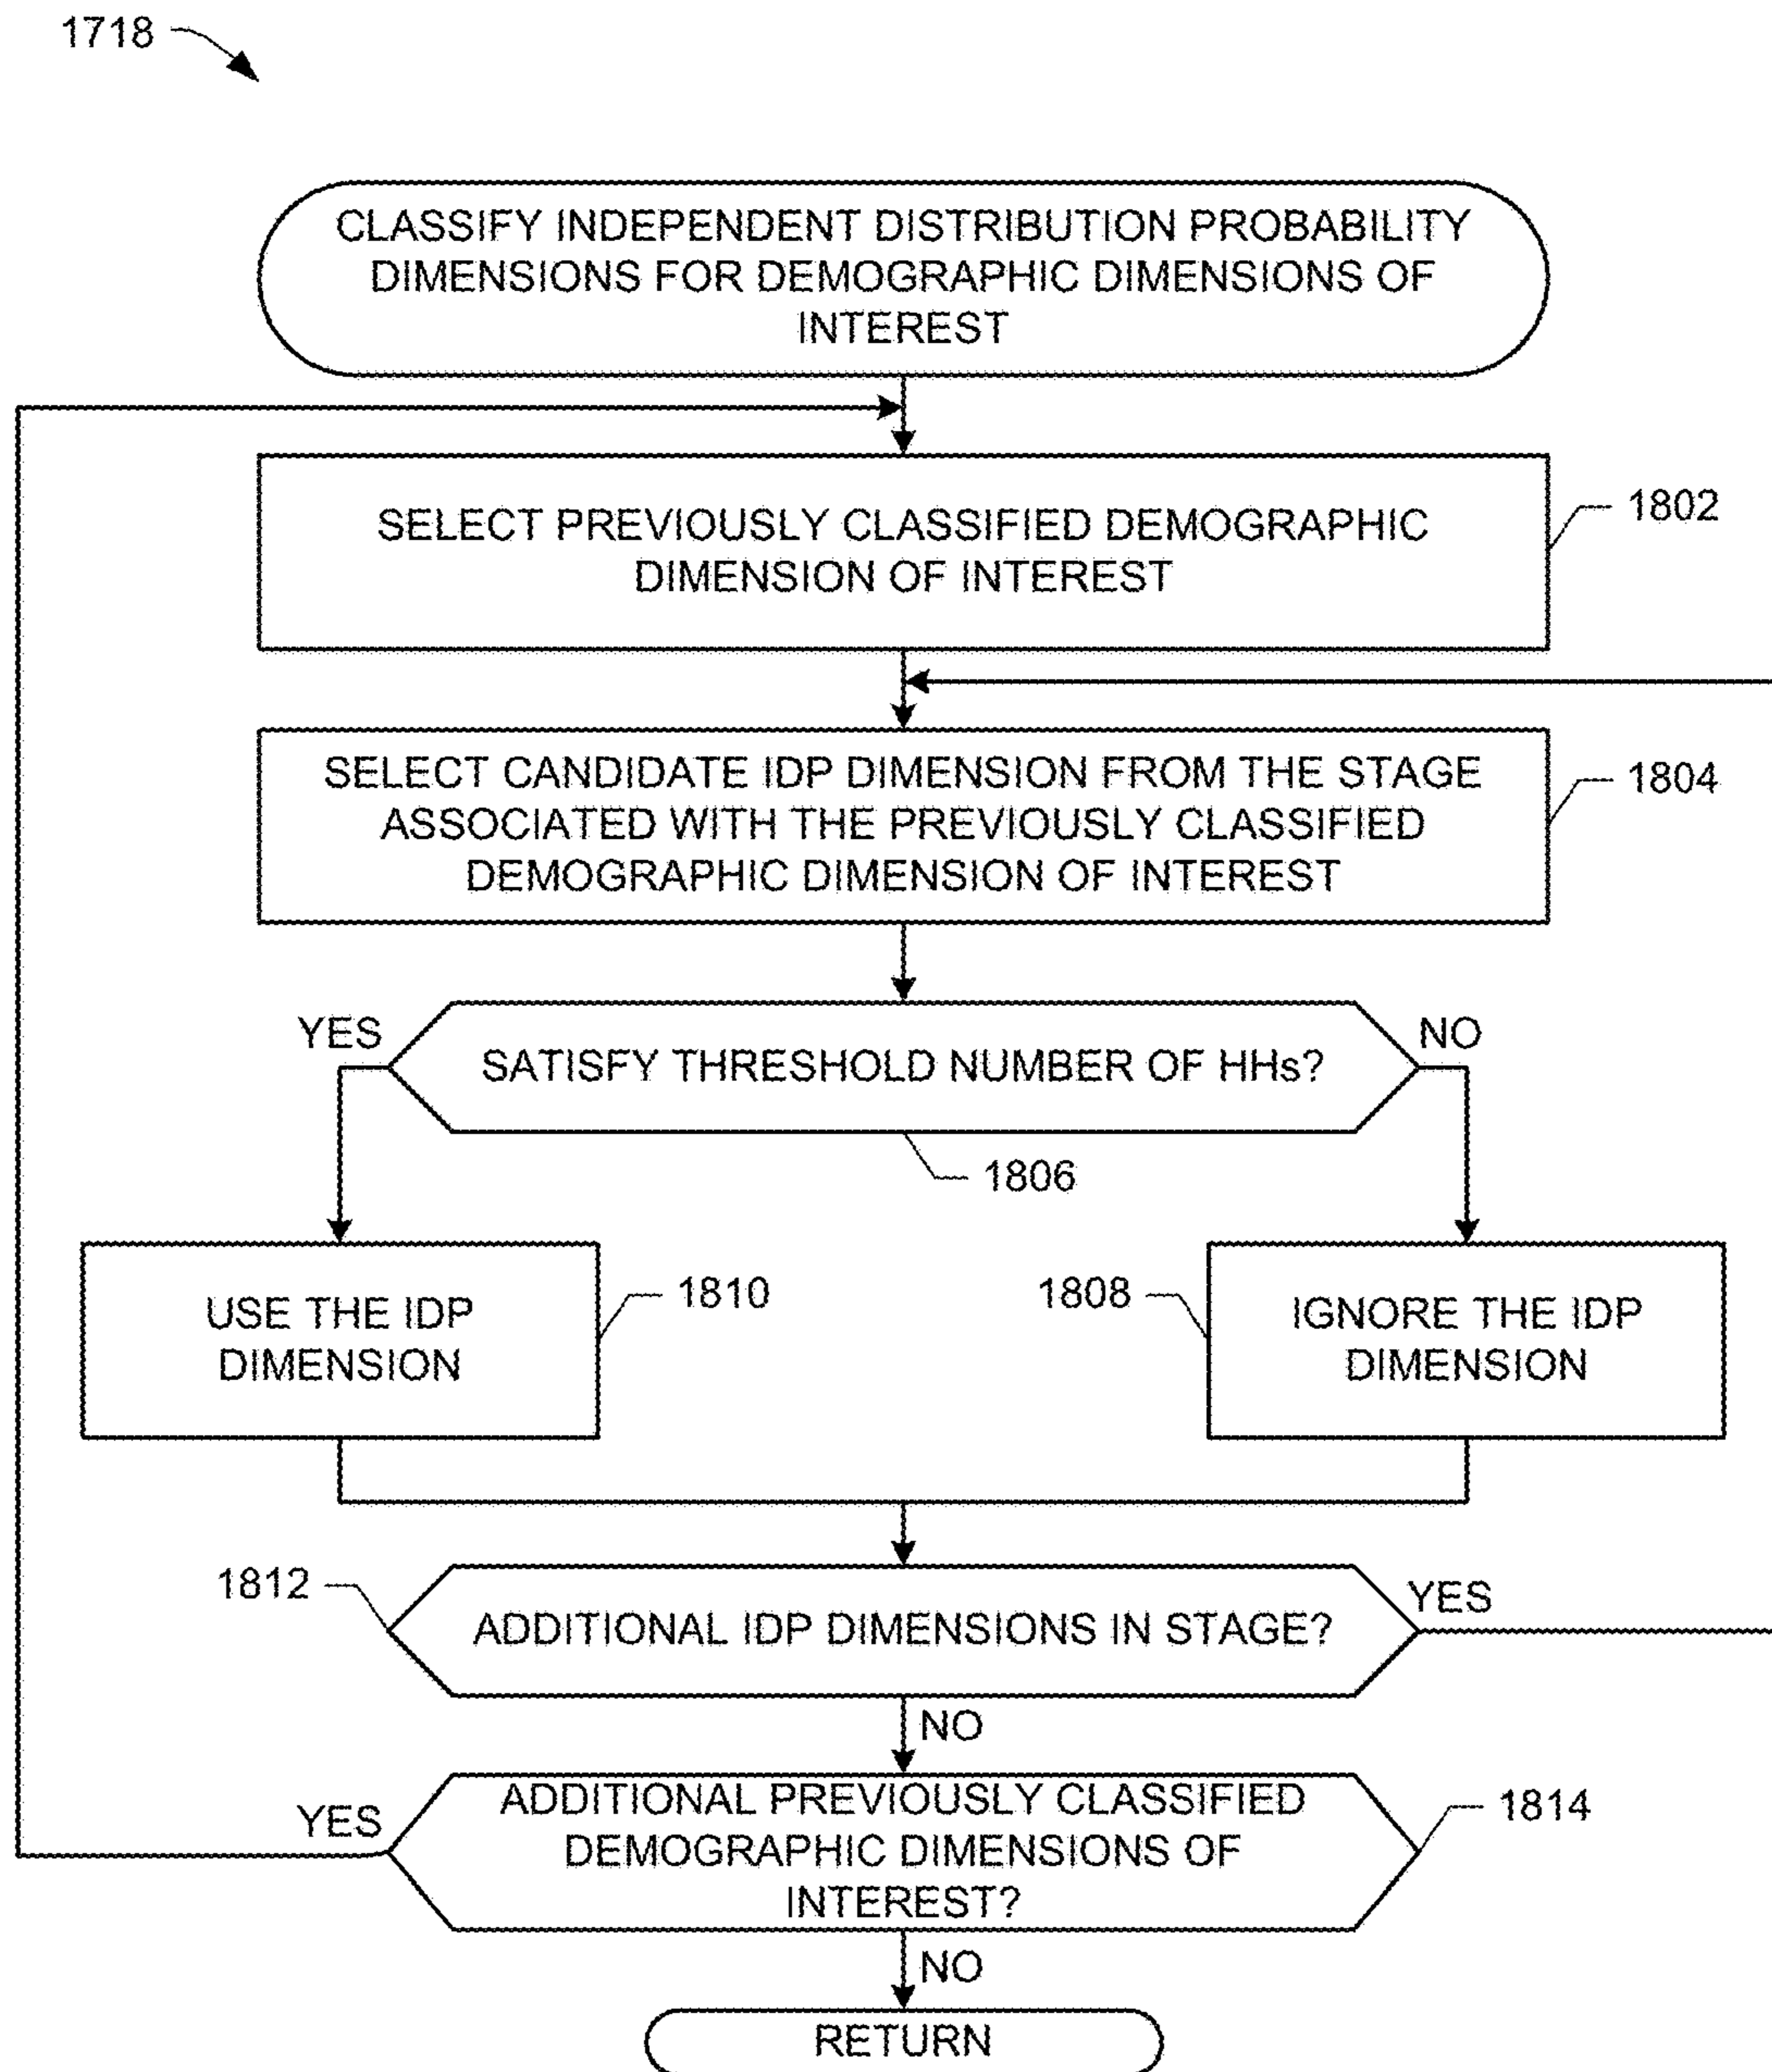 1718
CLASSIFY INDEPENDENT DISTRIBUTION PROBABILITY
DIMENSIONS FOR DEMOGRAPHIC DIMENSIONS OF
INTEREST
SELECT PREVIOUSLY CLASSIFIED DEMOGRAPHIC
DIMENSION OF INTEREST
1802
SELECT CANDIDATE IDP DIMENSION FROM THE STAGE
ASSOCIATED WITH THE PREVIOUSLY CLASSIFIED
DEMOGRAPHIC DIMENSION OF INTEREST
1804
YES
SATISFY THRESHOLD NUMBER OF HHs?
NO
1806
USE THE IDP
DIMENSION
1810
1808
IGNORE THE IDP
DIMENSION
1812
ADDITIONAL IDP DIMENSIONS IN STAGE?
YES
NO
YES
ADDITIONAL PREVIOUSLY CLASSIFIED
DEMOGRAPHIC DIMENSIONS OF
INTEREST?
1814
NO
RETURN